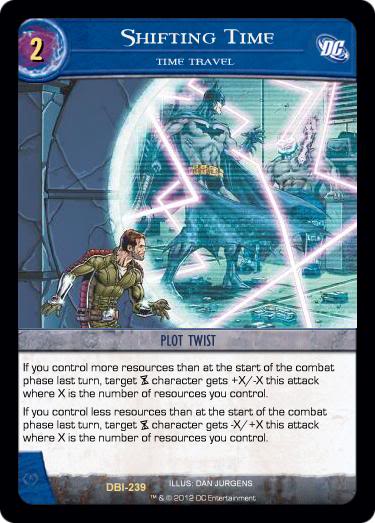 2
SHIFTING TIME
TIME TRAVEL
DC
PLOT TWIST
If you control more resources than at the start of the combat
phase last turn, target character gets +X/-X this attack
where X is the number of resources you control.
If you control less resources than at the start of the combat
phase last turn, target character gets -X/+X this attack
where X is the number of resources you control.
DBI-239
ILLUS: DAN JURGENS
™ & © 2012 DC Entertainment